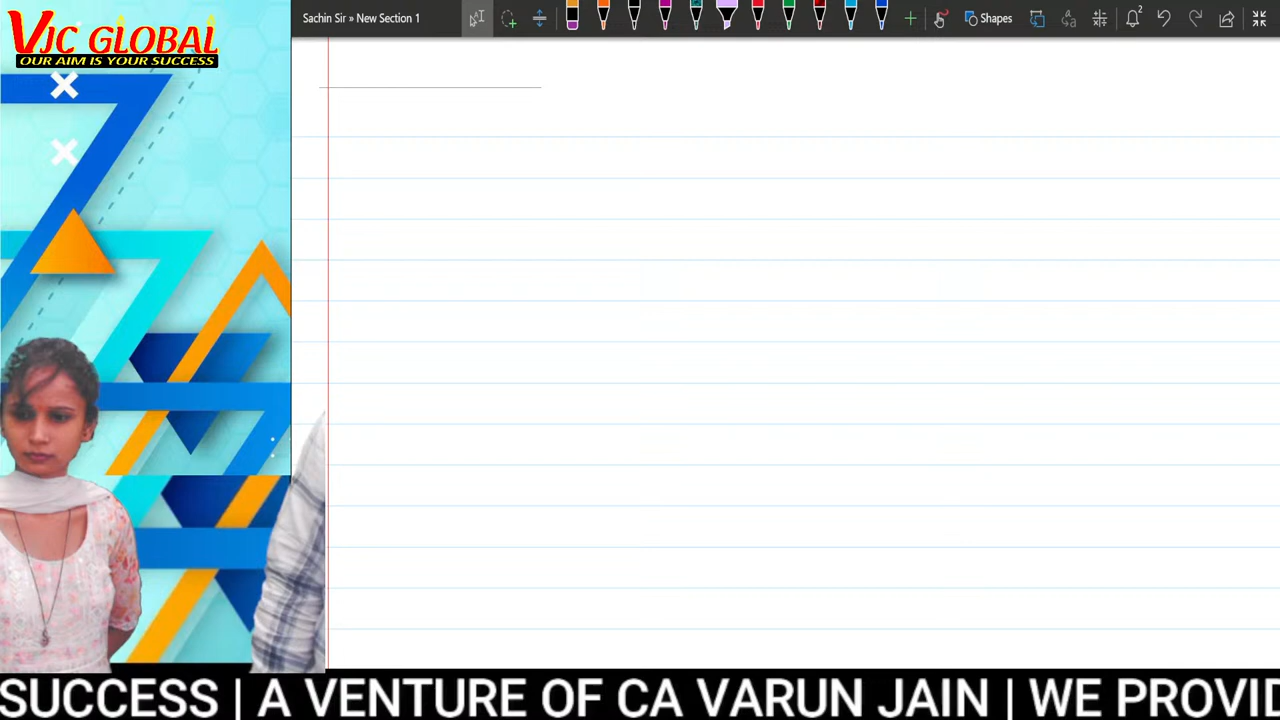 VJC GLOBAL
OUR AIM IS YOUR SUCCESS
Sachin Sir » New Section 1
Shapes
2
SUCCESS | A VENTURE OF CA VARUN JAIN | WE PROVID